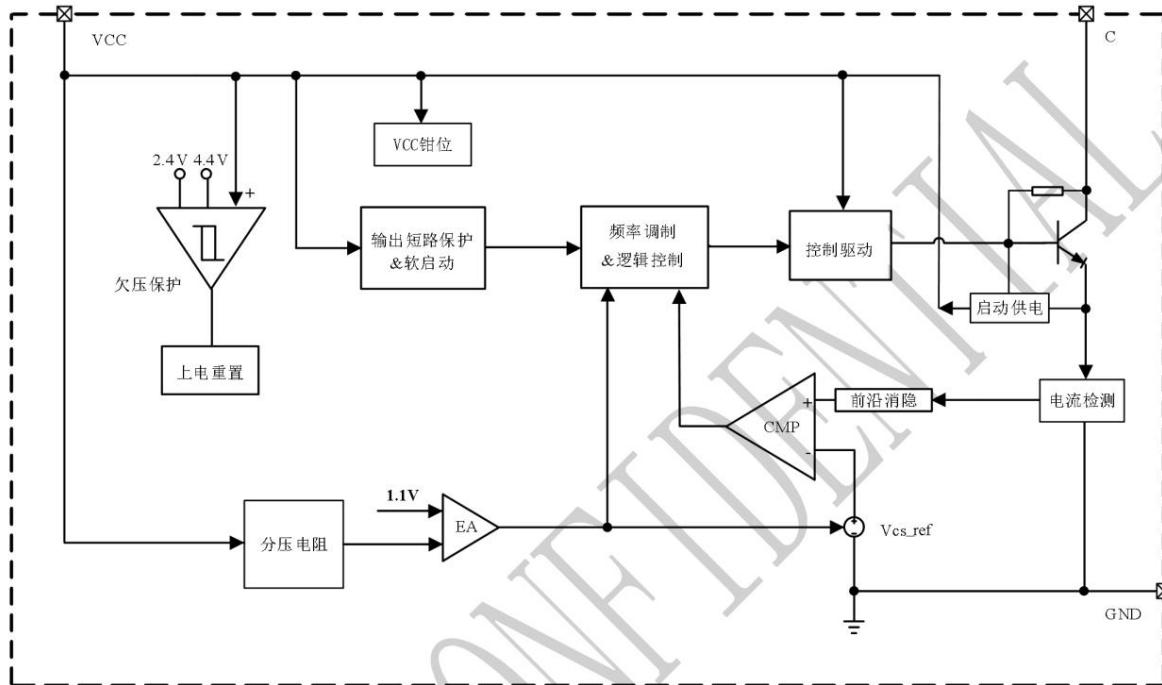 VCC
C
VCC钳位
2.4V 4.4V
+
输出短路保护
&软启动
频率调制
&逻辑控制
控制驱动
欠压保护
启动供电
上电重置
+
CMP
-
前沿消隐
电流检测
1.1V
EA
分压电阻
+
-
Vcs_ref
GND
CONFIDENTIAL